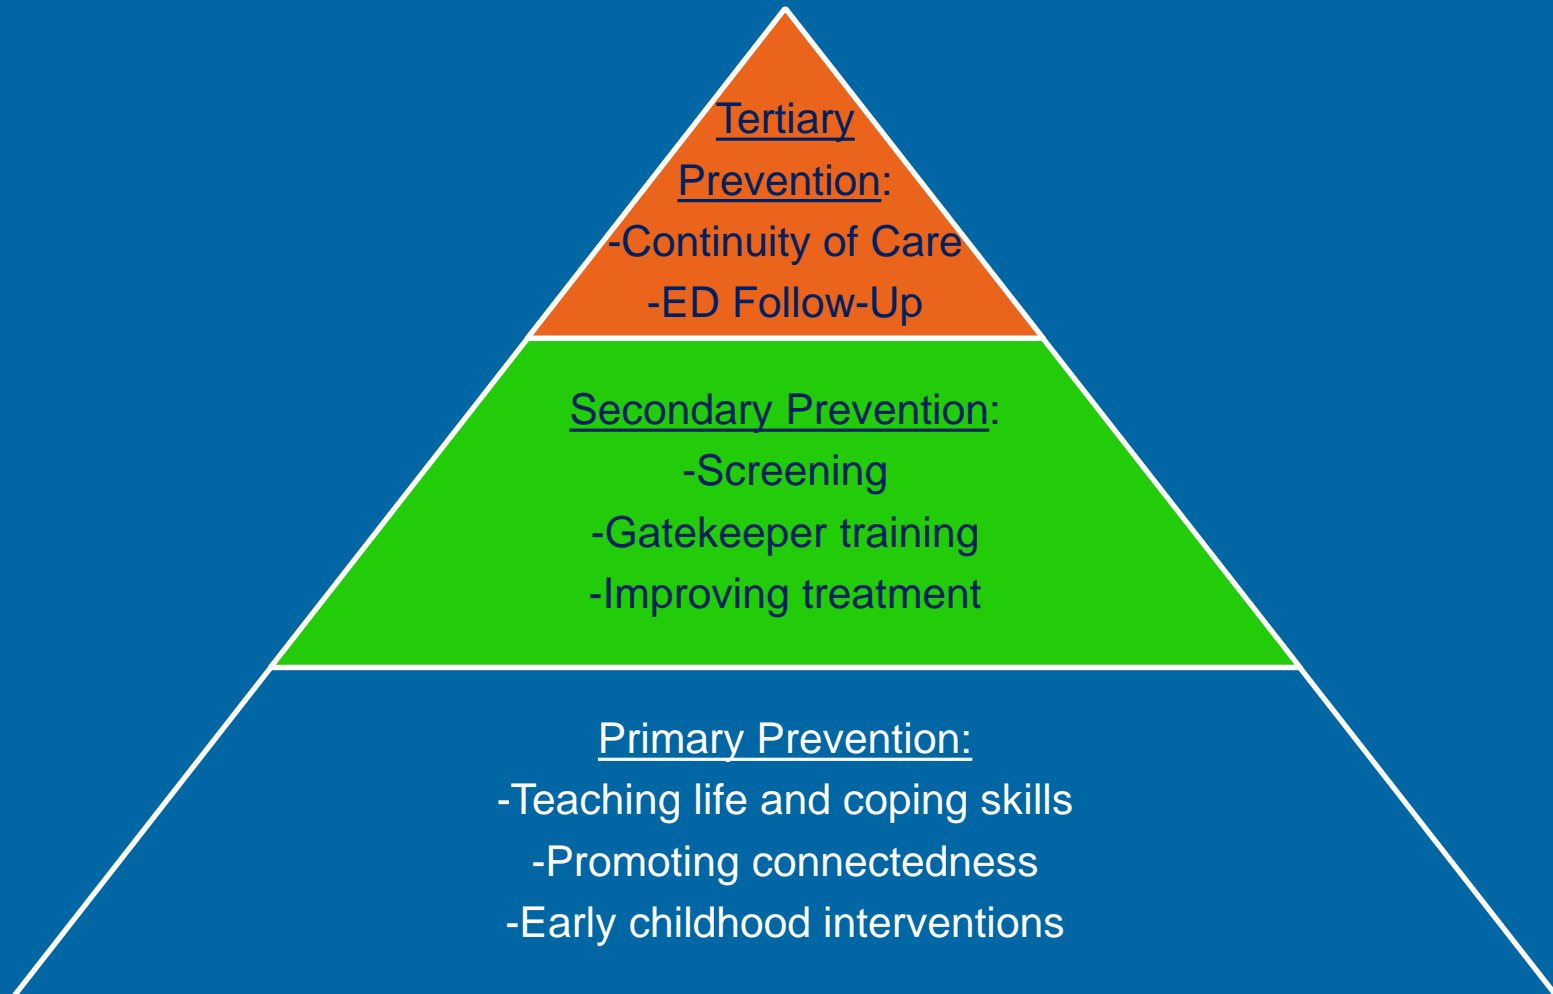 Tertiary
Prevention:
-Continuity of Care
-ED Follow-Up
Secondary Prevention:
-Screening
-Gatekeeper training
-Improving treatment
Primary Prevention:
-Teaching life and coping skills
-Promoting connectedness
-Early childhood interventions